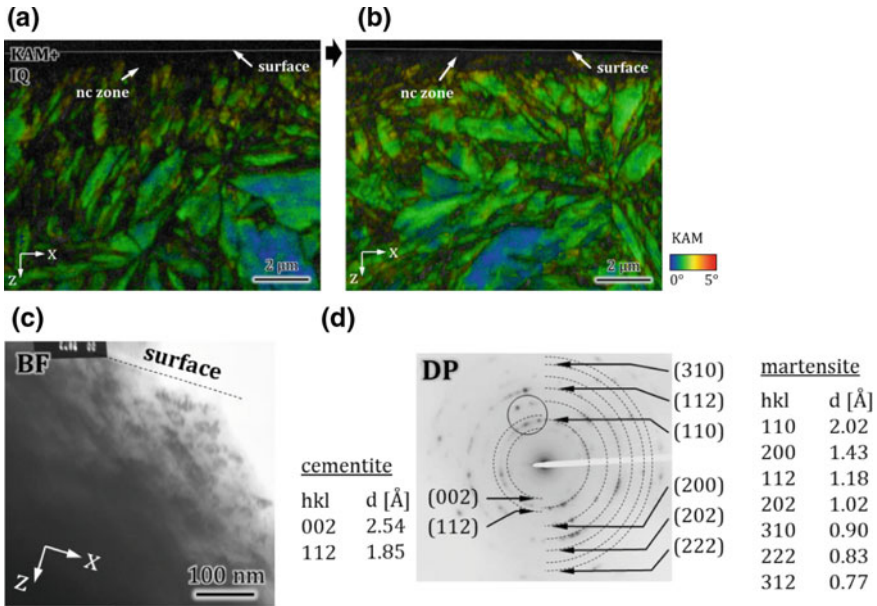 (a)
KAM+
IQ
nc zone
surface
Z
X
2 μm
(b)
nc zone
surface
Z
X
2 μm
KAM
0° 5°
(c)
BF
surface
X
Z
100 nm
cementite
hkl d [Å]
002 2.54
112 1.85
(d)
DP
(310)
(112)
(110)
(002)
(112)
(200)
(202)
(222)
martensite
hkl d [Å]
110 2.02
200 1.43
112 1.18
202 1.02
310 0.90
222 0.83
312 0.77